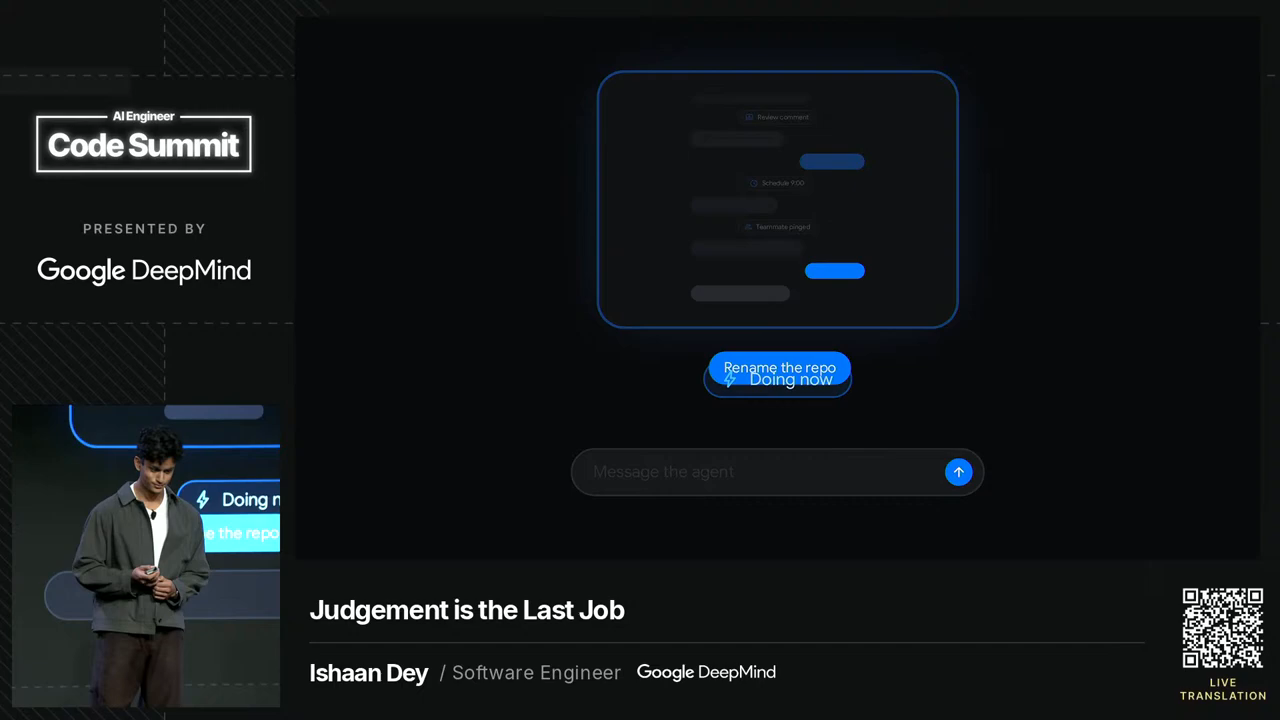 AI Engineer
Code Summit
PRESENTED BY
Google DeepMind
Review comment
Schedule 9:00
Teammate pinged
Rename the repo
Doing now
Message the agent
Doing n
e the repo
Judgement is the Last Job
Ishaan Dey / Software Engineer Google DeepMind
LIVE
TRANSLATION